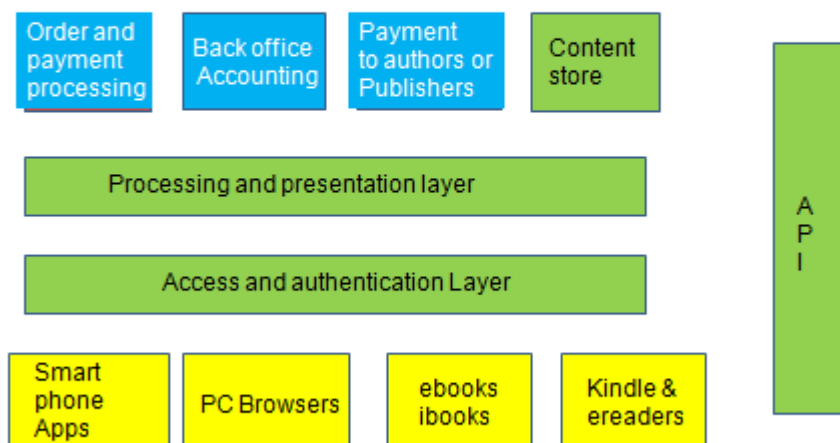 Order and
payment
processing
Back office
Accounting
Payment
to authors or
Publishers
Content
store
Processing and presentation layer
Access and authentication Layer
A
P
I
Smart
phone
Apps
PC Browsers
ebooks
ibooks
Kindle &
ereaders